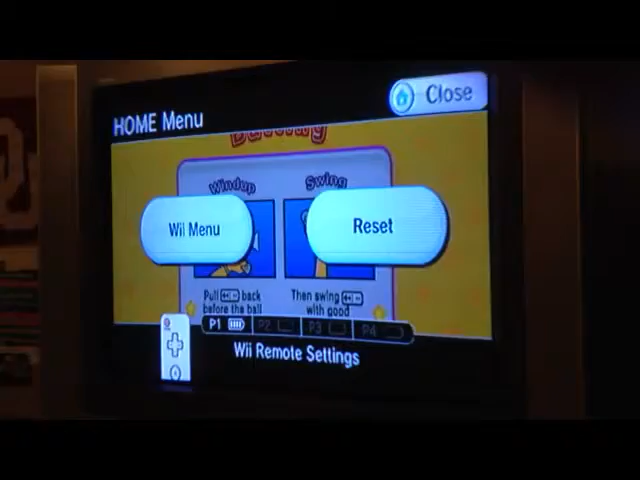 HOME Menu
Close
Batting
Windup
Swing
Wii Menu
Reset
Pull back
before the ball
Then swing
with good
P1 P2 P3 P4
Wii Remote Settings